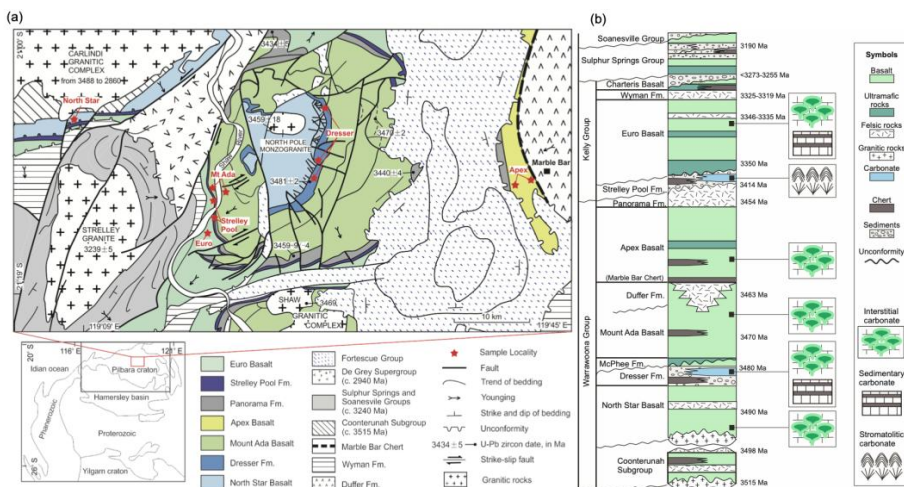 (a)
21°00' S
CARLINDI
GRANITIC
COMPLEX
from 3488 to 2860
North Star
3459±18
NORTH POLE
MONZOGRANITE
Dresser
3470±2
Mt Ada
3481±2
3440±4
Apex
Marble Bar
Strelley
Pool
Euro
STRELLEY
GRANITE
3239±5
21°19' S
SHAW
GRANITIC
COMPLEX
3469
10 km
119°09' E
119°45' E
116 E
20° S
26° S
Idian ocean
Pilbara craton
Hamersley basin
Phanerozoic
Proterozoic
Yilgam craton
Euro Basalt
Strelley Pool Fm.
Panorama Fm.
Apex Basalt
Mount Ada Basalt
Dresser Fm.
North Star Basalt
Fortescue Group
De Grey Supergroup
(c. 2940 Ma)
Sulphur Springs and
Soanesville Groups
(c. 3240 Ma)
Coonterunah Subgroup
(c. 3515 Ma)
Marble Bar Chert
Wyman Fm.
Duffer Fm.
Sample Locality
Fault
Trend of bedding
Younging
Strike and dip of bedding
Unconformity
3434±5
U-Pb zircon date, in Ma
Strike-slip fault
Granitic rocks
(b)
Soanesville Group
3190 Ma
Sulphur Springs Group
<3273-3255 Ma
Charteris Basalt
Wyman Fm.
3325-3319 Ma
3346-3335 Ma
Kelly Group
Euro Basalt
3350 Ma
3414 Ma
Strelley Pool Fm.
Panorama Fm.
3454 Ma
Apex Basalt
(Marble Bar Chert)
Duffer Fm.
3463 Ma
Warrawoona Group
Mount Ada Basalt
3470 Ma
McPhee Fm.
3480 Ma
Dresser Fm.
North Star Basalt
3490 Ma
3498 Ma
Coonterunah
Subgroup
3515 Ma
Symbols
Basalt
Ultramafic
rocks
Felsic rocks
Granitic rocks
Carbonate
Chert
Sediments
Unconformity
Interstitial
carbonate
Sedimentary
carbonate
Stromatolitic
carbonate